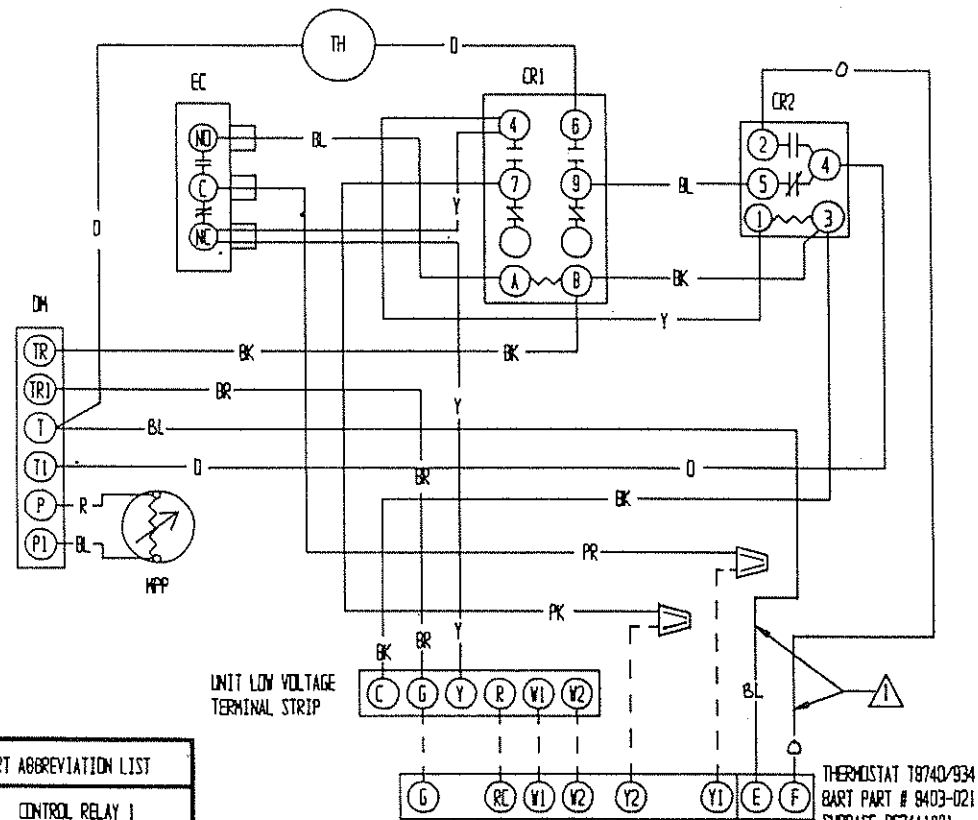 TH
O
O
EC
CR1
CR2
NO
BL
4
6
2
4
C
7
9
BL
5
O
Y
NC
1
3
A
B
BK
DM
Y
TR
BK
BK
TR1
BR
Y
T
BL
T1
O
BR
O
P
R
BK
P1
BL
PR
MPP
PK
BK
BR
Y
UNIT LOW VOLTAGE
TERMINAL STRIP
C
G
Y
R
W1
W2
BL
1
O
RT ABBREVIATION LIST
CONTROL RELAY 1
G
RC
W1
W2
Y2
Y1
E
F
THERMOSTAT T874D/934
BART PART # 8403-021